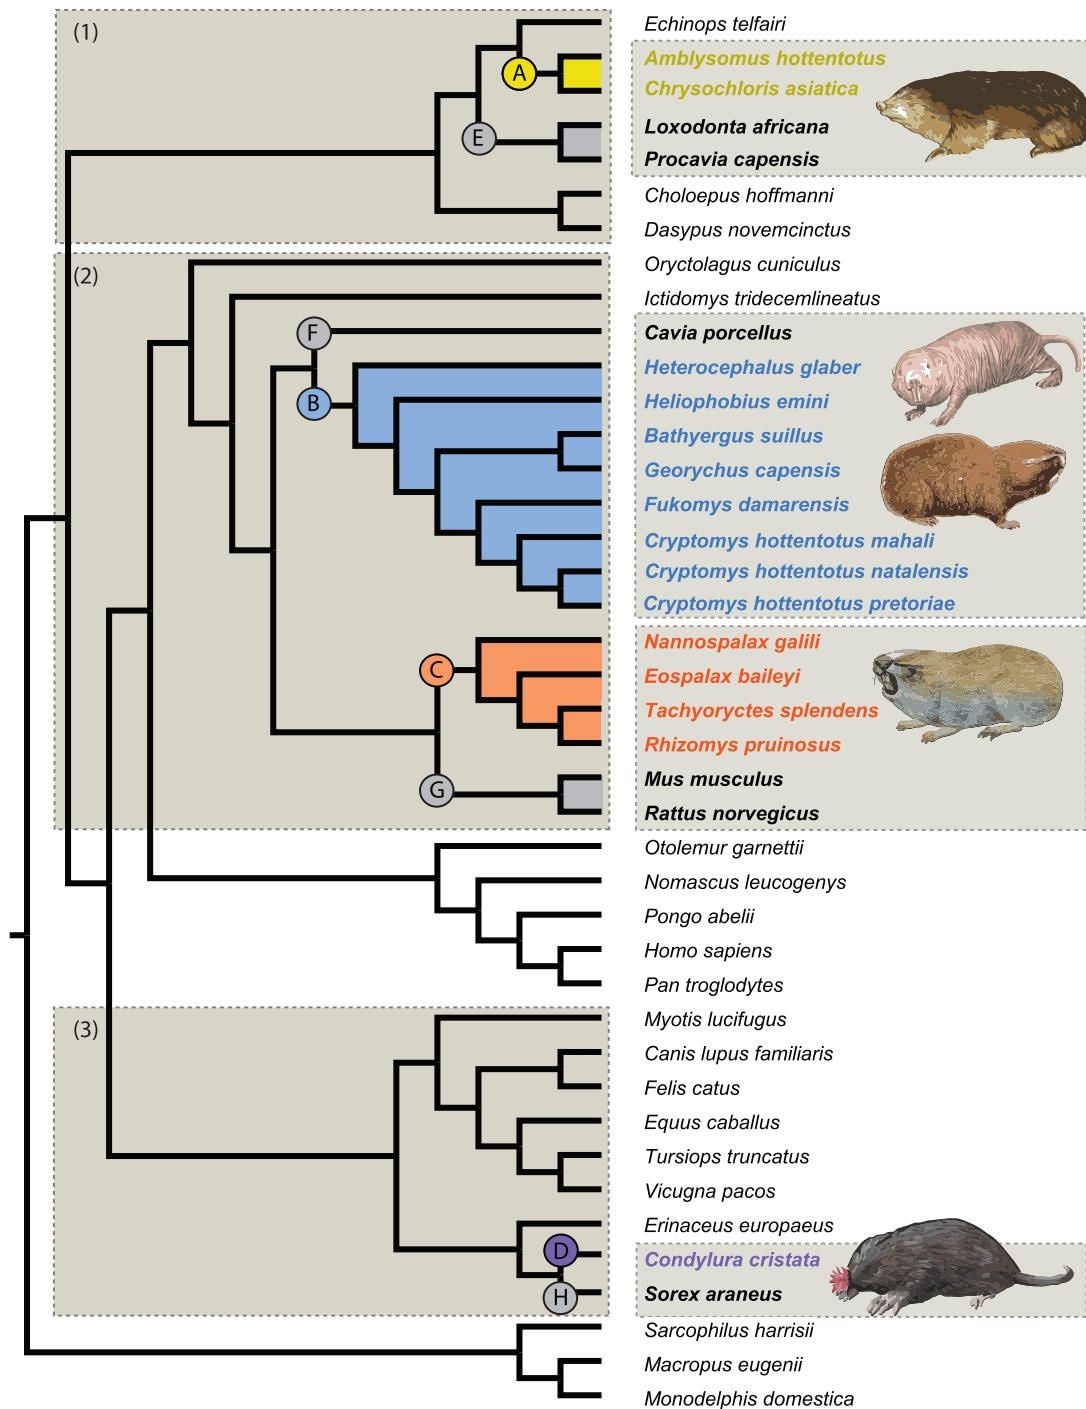 (1)
Echinops telfairi
Amblysomus hottentotus
A
Chrysochloris asiatica
Loxodonta africana
E
Procavia capensis
Choloepus hoffmanni
Dasypus novemcinctus
Oryctolagus cuniculus
(2)
Ictidomys tridecemlineatus
F
Cavia porcellus
Heterocephalus glaber
B
Heliophobius emini
Bathyergus suillus
Georychus capensis
Fukomys damarensis
Cryptomys hottentotus mahali
Cryptomys hottentotus natalensis
Cryptomys hottentotus pretoriae
Nannospalax galili
C
Eospalax baileyi
Tachyoryctes splendens
Rhizomys pruinosus
Mus musculus
G
Rattus norvegicus
Otolemur garnettii
Nomascus leucogenys
Pongo abelii
Homo sapiens
Pan troglodytes
(3)
Myotis lucifugus
Canis lupus familiaris
Felis catus
Equus caballus
Tursiops truncatus
Vicugna pacos
Erinaceus europaeus
D
Condylura cristata
H
Sorex araneus
Sarcophilus harrisii
Macropus eugenii
Monodelphis domestica